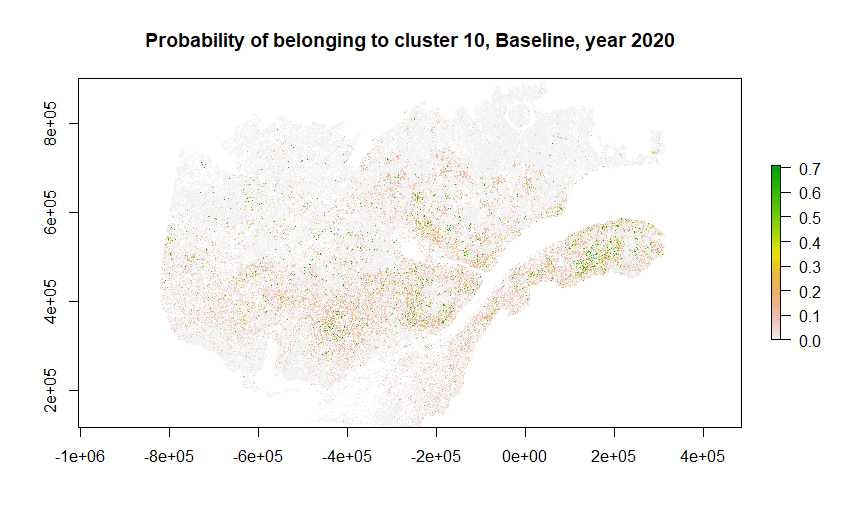 Probability of belonging to cluster 10, Baseline, year 2020
8e+05
6e+05
4e+05
2e+05
-1e+06 -8e+05 -6e+05 -4e+05 -2e+05 0e+00 2e+05 4e+05
0.7
0.6
0.5
0.4
0.3
0.2
0.1
0.0